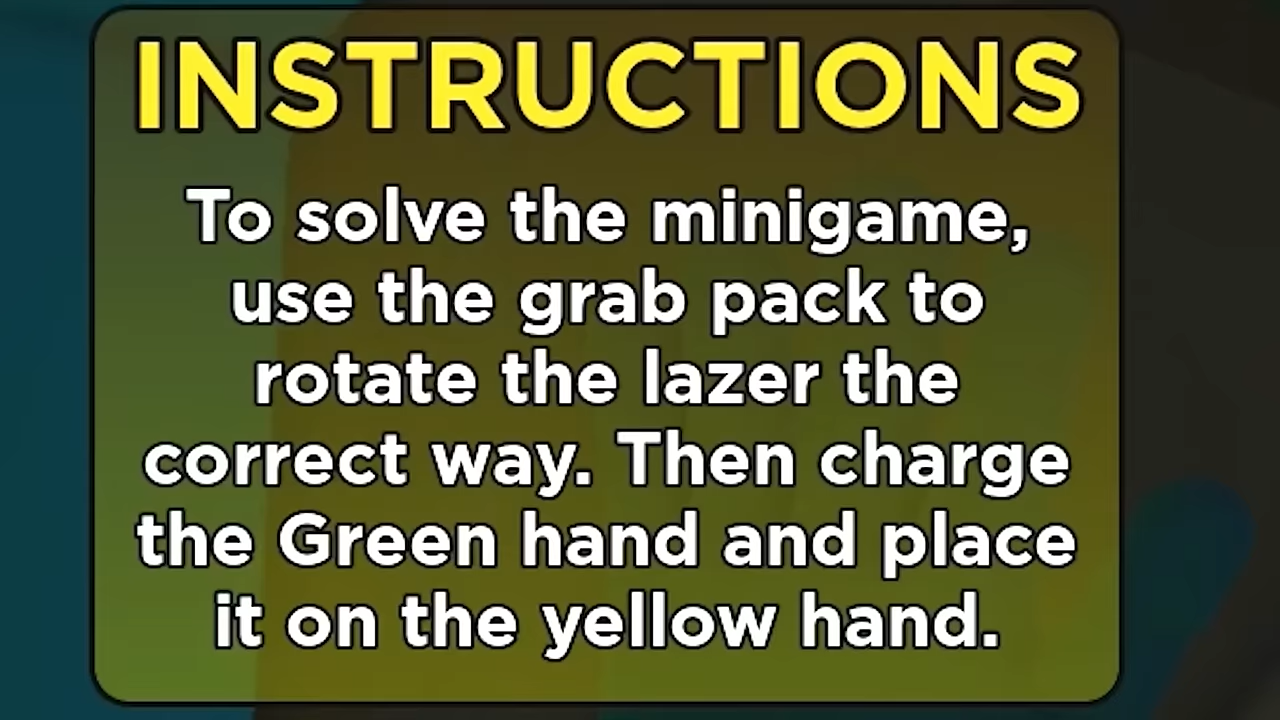 INSTRUCTIONS
To solve the minigame,
use the grab pack to
rotate the lazer the
correct way. Then charge
the Green hand and place
it on the yellow hand.